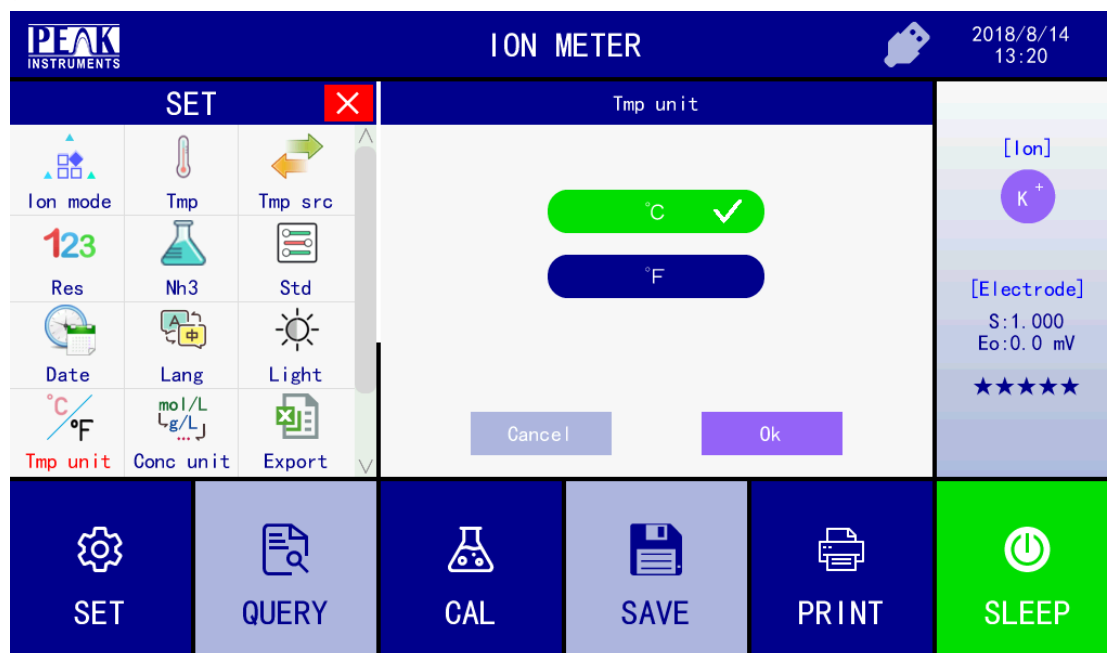 PEAK
INSTRUMENTS
ION METER
2018/8/14
13:20
SET
Tmp unit
Ion mode
Tmp
Tmp src
123
Res
Nh3
Std
Date
A
中
Lang
Light
°C/°F
Tmp unit
mol/L
g/L
...
Conc unit
X
Export
°C
°F
Cancel
Ok
[Ion]
K+
[Electrode]
S:1.000
Eo:0.0 mV
★★★★★
SET
QUERY
CAL
SAVE
PRINT
SLEEP